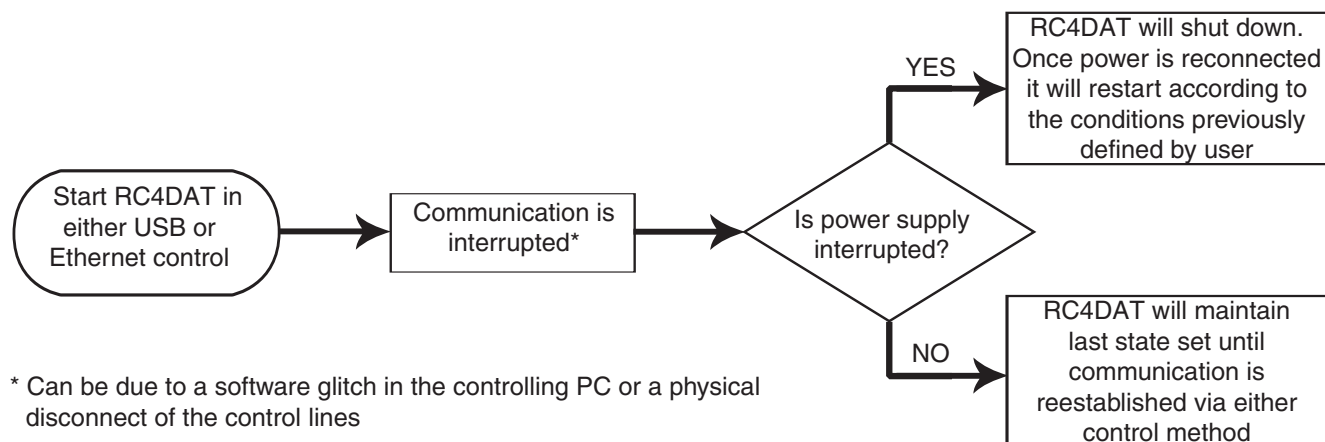 Start RC4DAT in
either USB or
Ethernet control
Communication is
interrupted*
Is power supply
interrupted?
YES
RC4DAT will shut down.
Once power is reconnected
it will restart according to
the conditions previously
defined by user
NO
RC4DAT will maintain
last state set until
communication is
reestablished via either
control method
* Can be due to a software glitch in the controlling PC or a physical
disconnect of the control lines